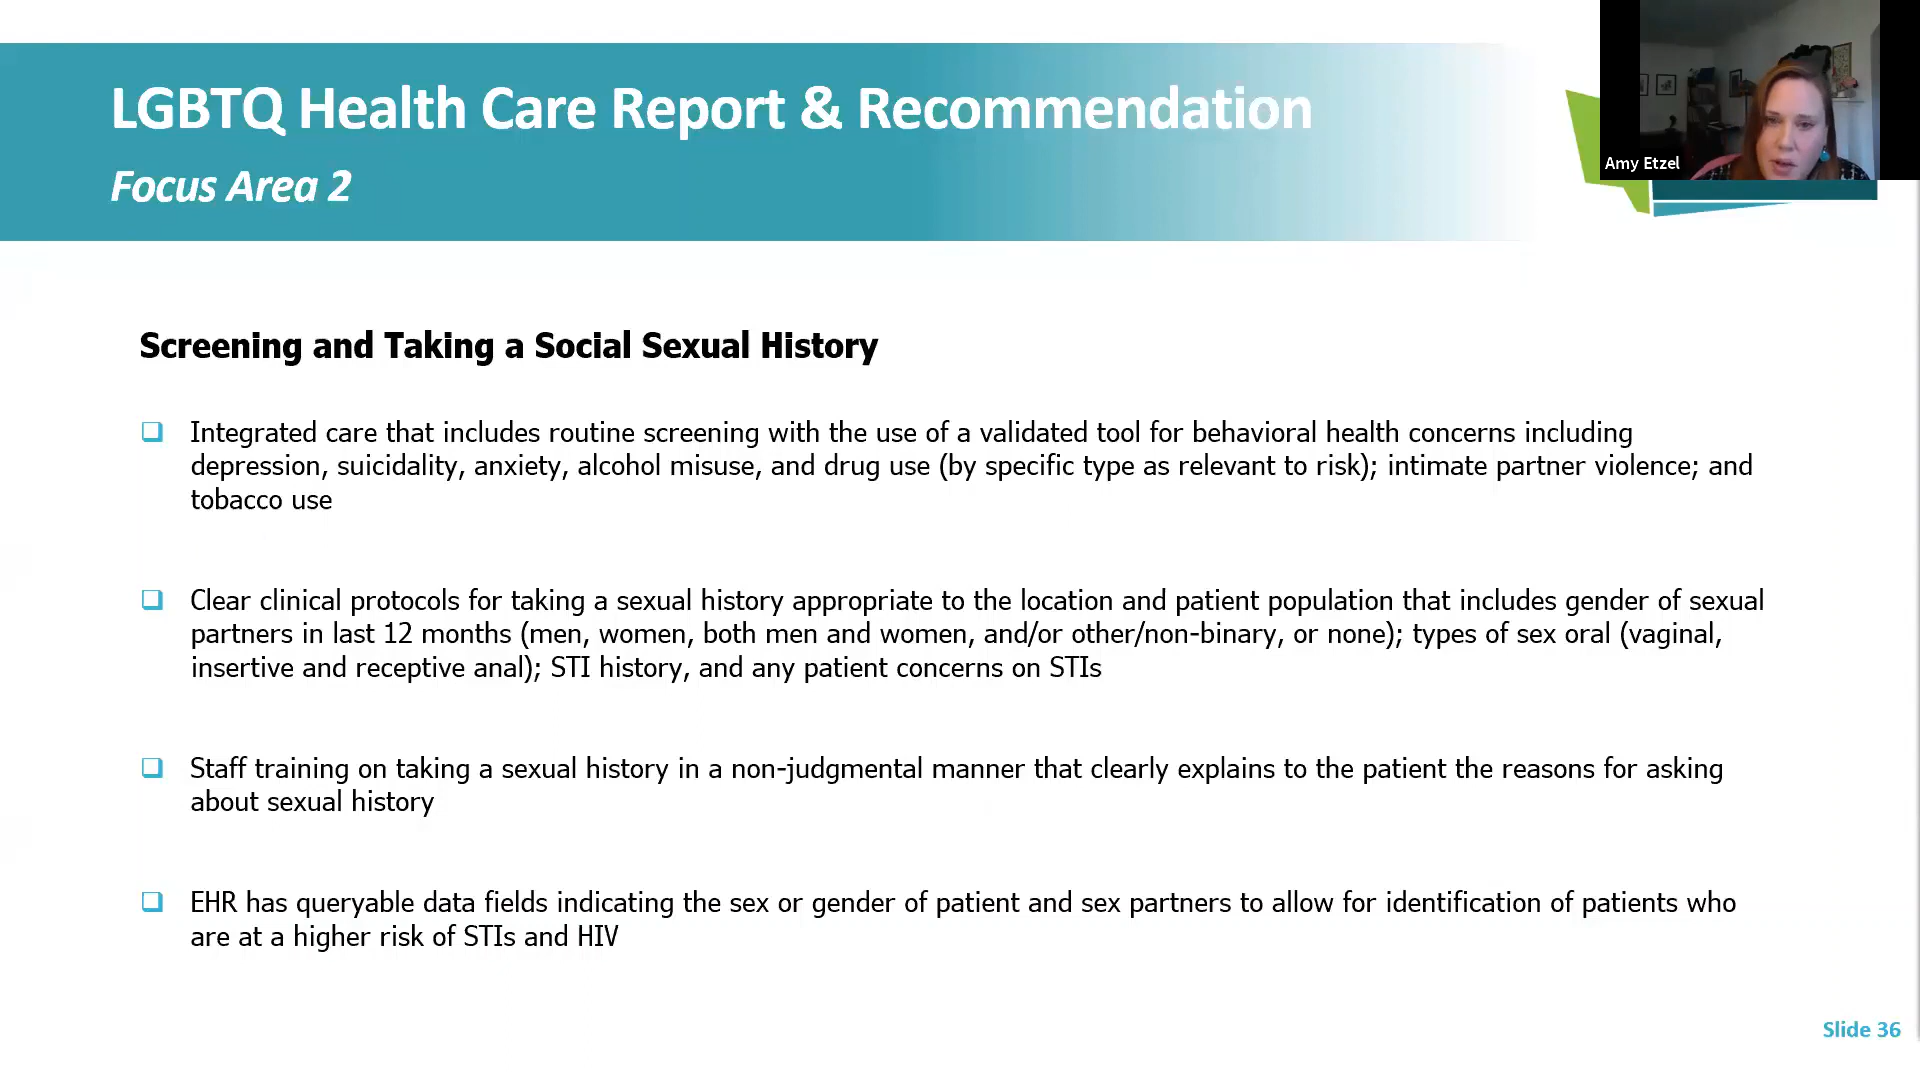 LGBTQ Health Care Report & Recommendation
Focus Area 2
Amy Etzel
Screening and Taking a Social Sexual History
Integrated care that includes routine screening with the use of a validated tool for behavioral health concerns including
depression, suicidality, anxiety, alcohol misuse, and drug use (by specific type as relevant to risk); intimate partner violence; and
tobacco use
Clear clinical protocols for taking a sexual history appropriate to the location and patient population that includes gender of sexual
partners in last 12 months (men, women, both men and women, and/or other/non-binary, or none); types of sex oral (vaginal,
insertive and receptive anal); STI history, and any patient concerns on STIs
Staff training on taking a sexual history in a non-judgmental manner that clearly explains to the patient the reasons for asking
about sexual history
EHR has queryable data fields indicating the sex or gender of patient and sex partners to allow for identification of patients who
are at a higher risk of STIs and HIV
Slide 36